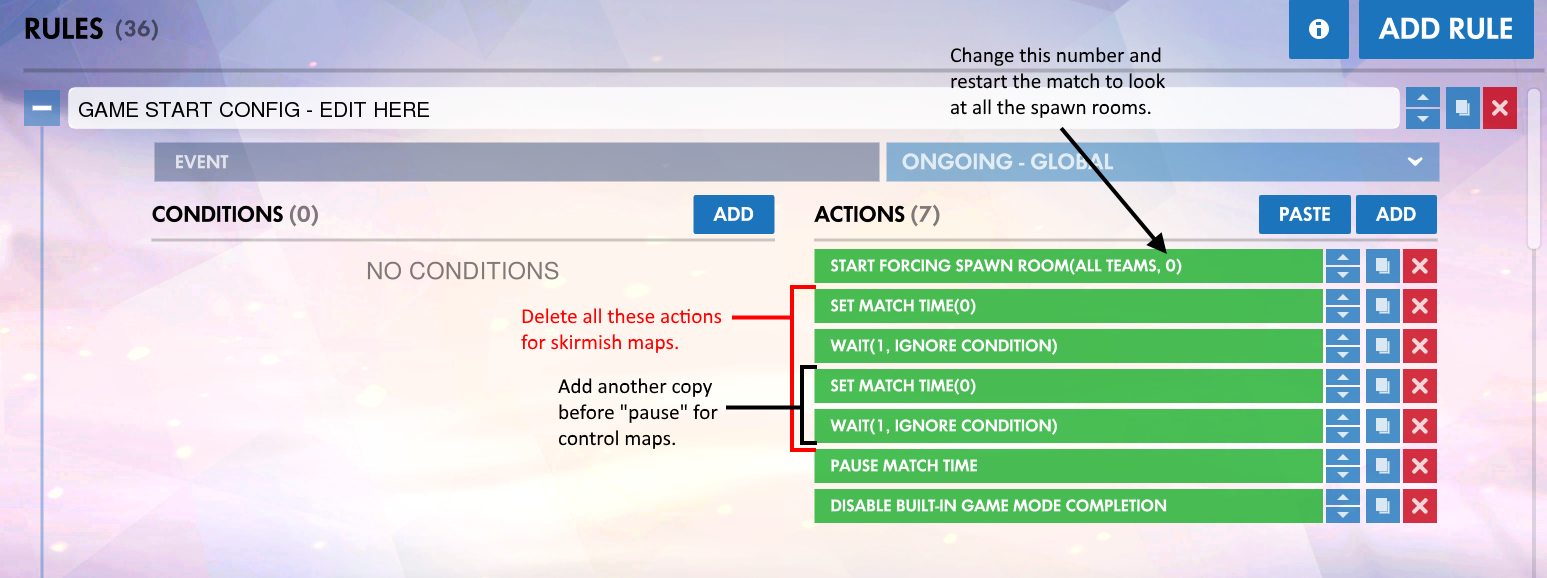 RULES (36)
ADD RULE
Change this number and
restart the match to look
at all the spawn rooms.
GAME START CONFIG - EDIT HERE
EVENT
ONGOING - GLOBAL
CONDITIONS (0)
ADD
ACTIONS (7)
PASTE
ADD
NO CONDITIONS
START FORCING SPAWN ROOM(ALL TEAMS, 0)
SET MATCH TIME(0)
Delete all these actions
for skirmish maps.
WAIT(1, IGNORE CONDITION)
SET MATCH TIME(0)
Add another copy
before "pause" for
control maps.
WAIT(1, IGNORE CONDITION)
PAUSE MATCH TIME
DISABLE BUILT-IN GAME MODE COMPLETION